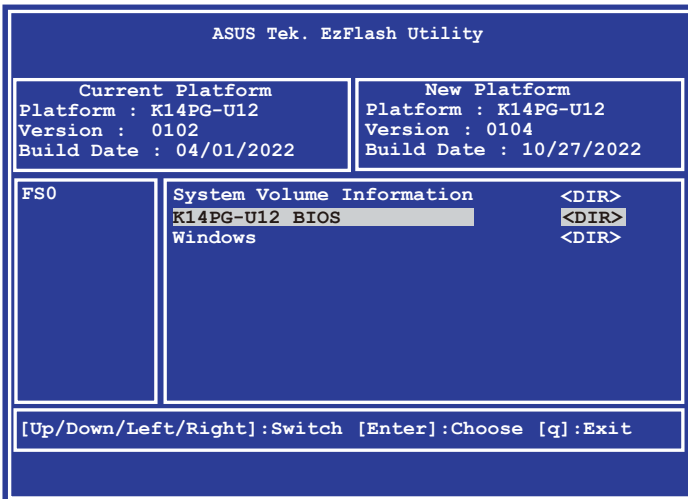 ASUS Tek. EzFlash Utility
Current Platform
Platform : K14PG-U12
Version : 0102
Build Date : 04/01/2022
New Platform
Platform : K14PG-U12
Version : 0104
Build Date : 10/27/2022
FS0
System Volume Information <DIR>
K14PG-U12 BIOS <DIR>
Windows <DIR>
[Up/Down/Left/Right]:Switch [Enter]:Choose [q]:Exit